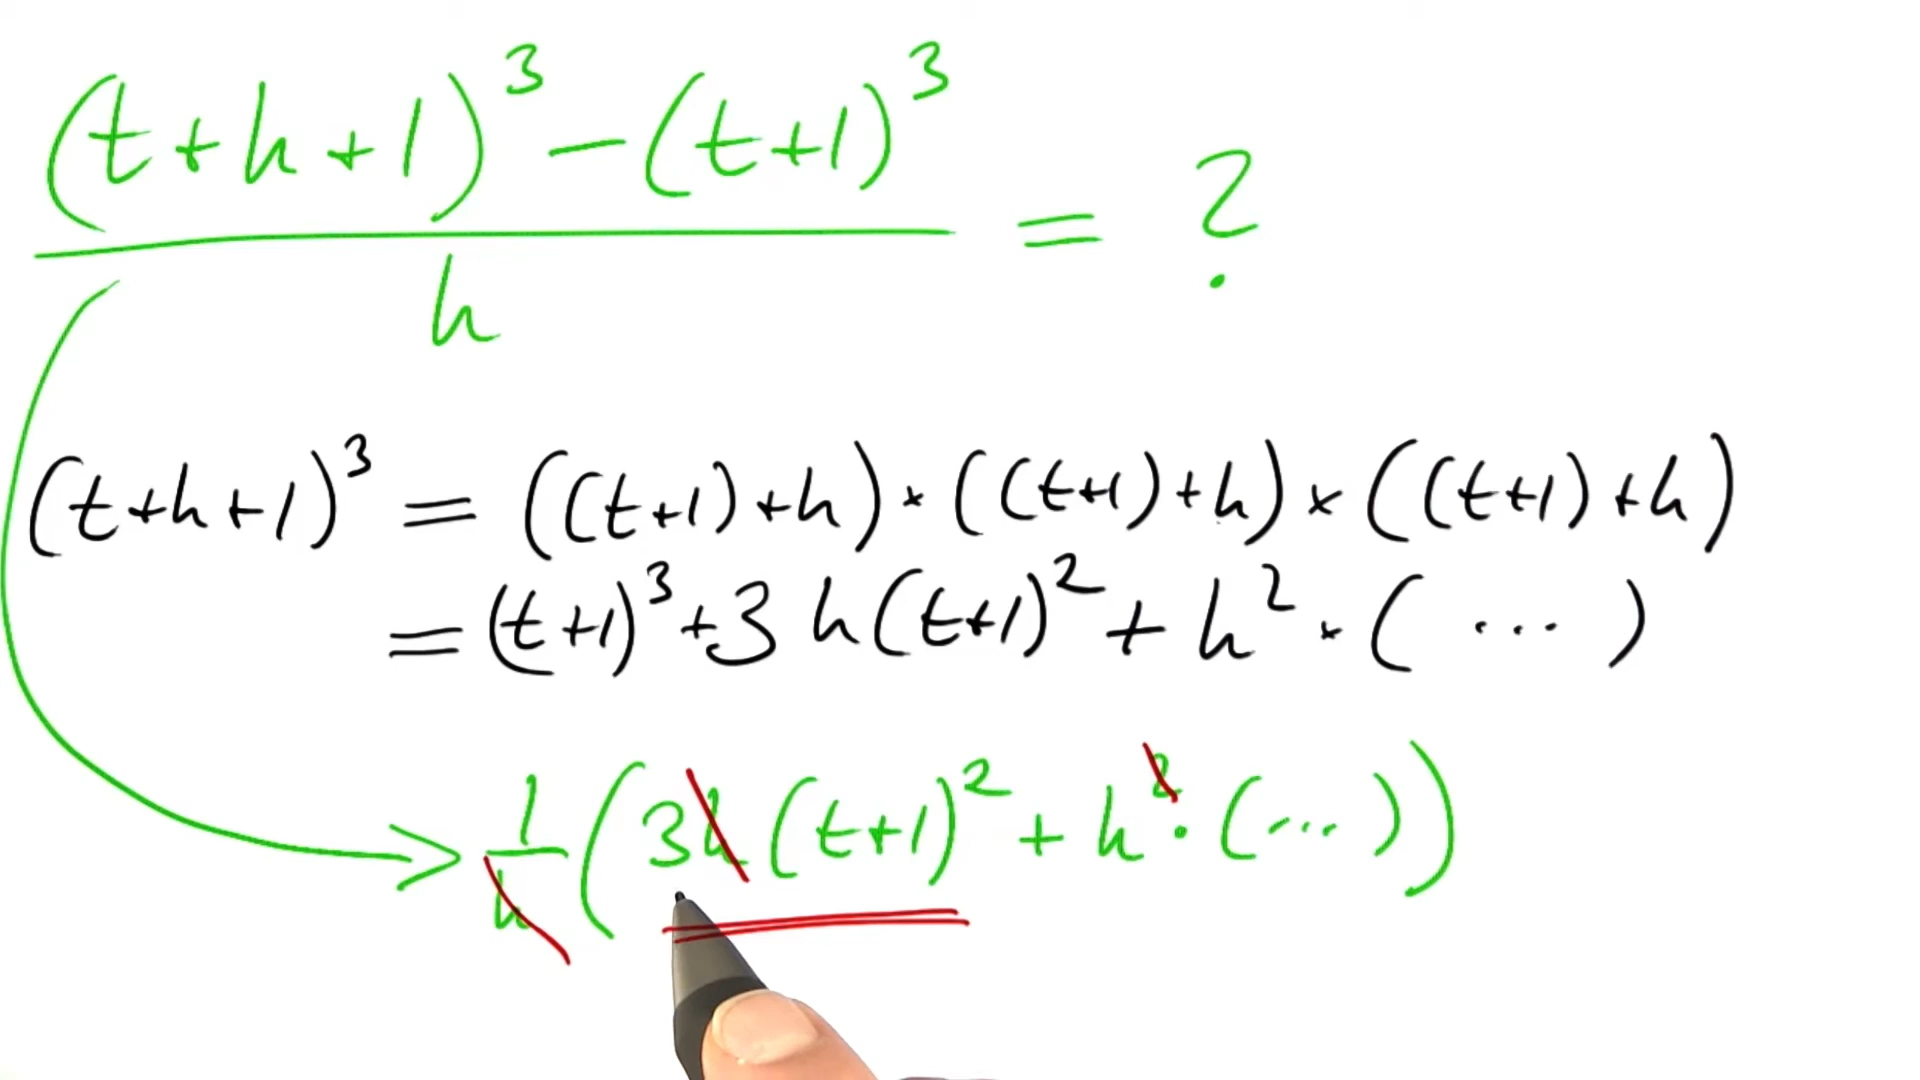 (t+h+1)³ − (t+1)³
h
= ?
(t+h+1)³ = ((t+1)+h)·((t+1)+h)·((t+1)+h)
= (t+1)³ + 3h(t+1)² + h²·( ... )
1/h (3h(t+1)² + h²·(...))